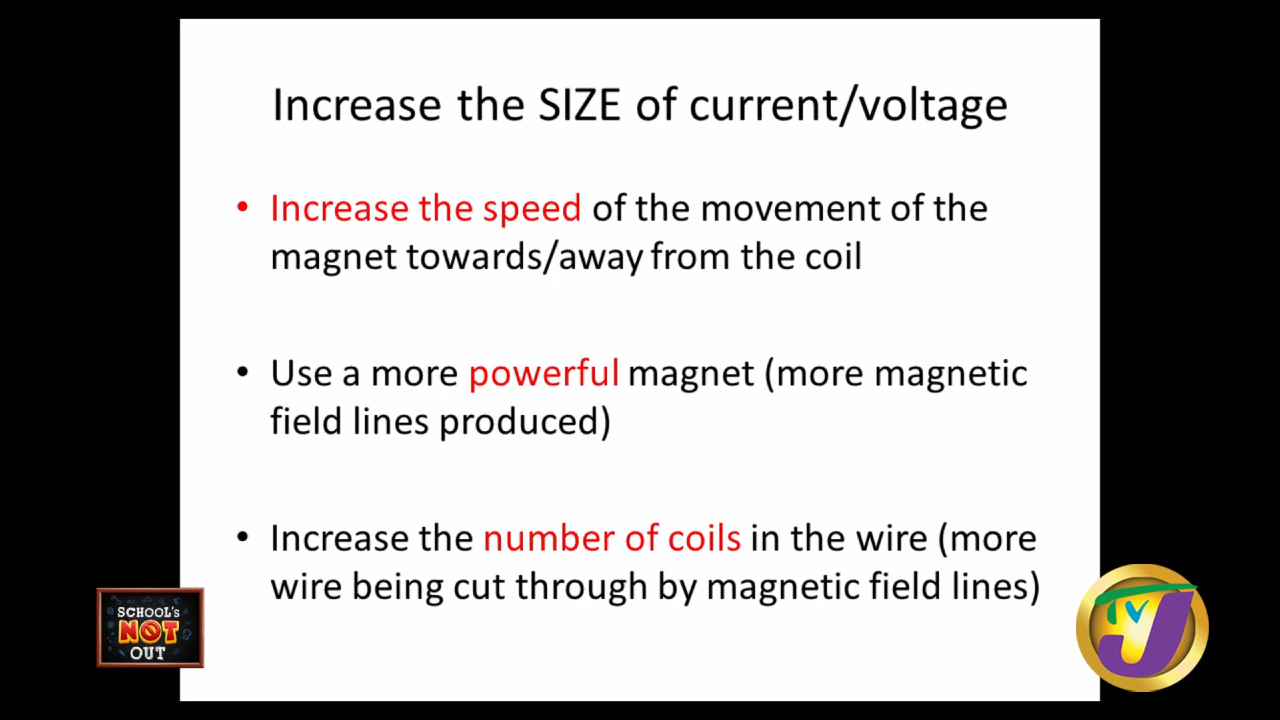 Increase the SIZE of current/voltage
• Increase the speed of the movement of the
magnet towards/away from the coil
• Use a more powerful magnet (more magnetic
field lines produced)
• Increase the number of coils in the wire (more
wire being cut through by magnetic field lines)
SCHOOL's
NOT
OUT
TVJ